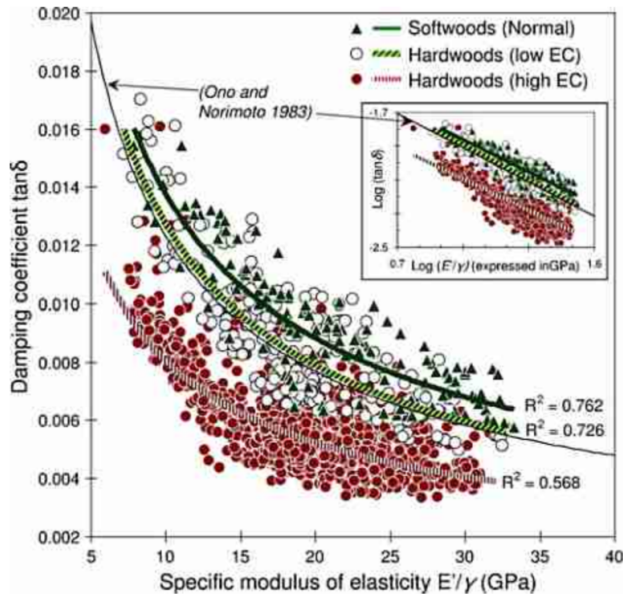 Softwoods (Normal)
Hardwoods (low EC)
Hardwoods (high EC)
(Ono and
Norimoto 1983)
Damping coefficient tanδ
0.020
0.018
0.016
0.014
0.012
0.010
0.008
0.006
0.004
0.002
-1.7
Log (tanδ)
-2.5
0.7
Log (E'/γ) (expressed inGPa)
1.6
R² = 0.762
R² = 0.726
R² = 0.568
5
10
15
20
25
30
35
40
Specific modulus of elasticity E'/γ (GPa)